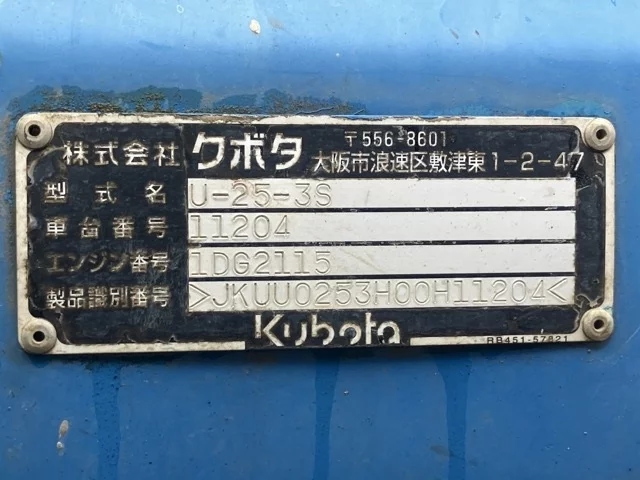 〒556-8601
株式会社 クボタ 大阪市浪速区敷津東1-2-47
型式名 U-25-3S
車台番号 11204
エンジン番号 1DG2115
製品識別番号 >JKUU0253H00H11204<
Kubota
RB451-57821